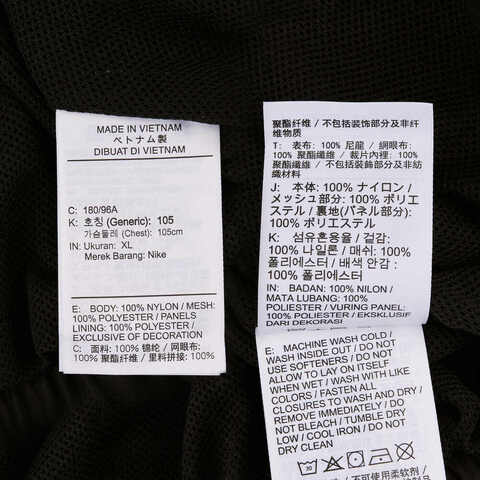 MADE IN VIETNAM
ベトナム製
DIBUAT DI VIETNAM
C: 180/96A
K: 호칭 (Generic): 105
가슴둘레 (Chest): 105cm
IN: Ukuran: XL
Merek Barang: Nike
E: BODY: 100% NYLON / MESH:
100% POLYESTER / PANELS
LINING: 100% POLYESTER /
EXCLUSIVE OF DECORATION
C: 面料: 100% 锦纶 / 网眼布:
100% 聚酯纤维 / 里料拼接: 100%
聚酯纤维 / 不包括装饰部分及非纤
维物质
T: 表布: 100% 尼龍 / 網眼布:
100% 聚酯纖維 / 裁片內裡: 100%
聚酯纖維 / 不包括裝飾部分及非紡
織材料
J: 本体: 100% ナイロン /
メッシュ部分: 100% ポリエ
ステル / 裏地(パネル部分):
100% ポリエステル
K: 섬유혼용율 / 겉감:
100% 나일론 / 매쉬: 100%
폴리에스터 / 배색 안감 :
100% 폴리에스터
IN: BADAN: 100% NILON /
MATA LUBANG: 100%
POLIESTER / VURING PANEL:
100% POLIESTER / EKSKLUSIF
DARI DEKORASI
E: MACHINE WASH COLD /
WASH INSIDE OUT / DO NOT
USE SOFTENERS / DO NOT
ALLOW TO LAY ON ITSELF
WHEN WET / WASH WITH LIKE
COLORS / FASTEN ALL
CLOSURES TO WASH AND DRY /
REMOVE IMMEDIATELY / DO
NOT BLEACH / TUMBLE DRY
LOW / COOL IRON / DO NOT
/ 不可使用柔软剂 /